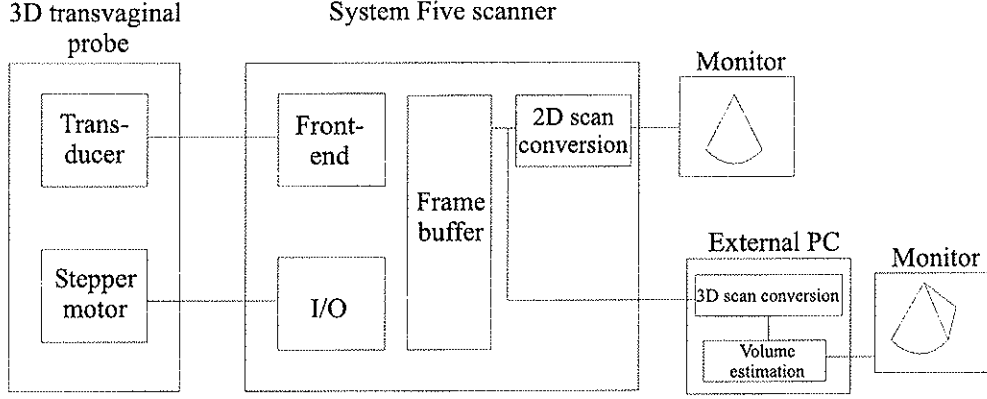 3D transvaginal
probe
System Five scanner
Monitor
Trans-
ducer
Front-
end
2D scan
conversion
Frame
buffer
Stepper
motor
I/O
External PC
Monitor
3D scan conversion
Volume
estimation